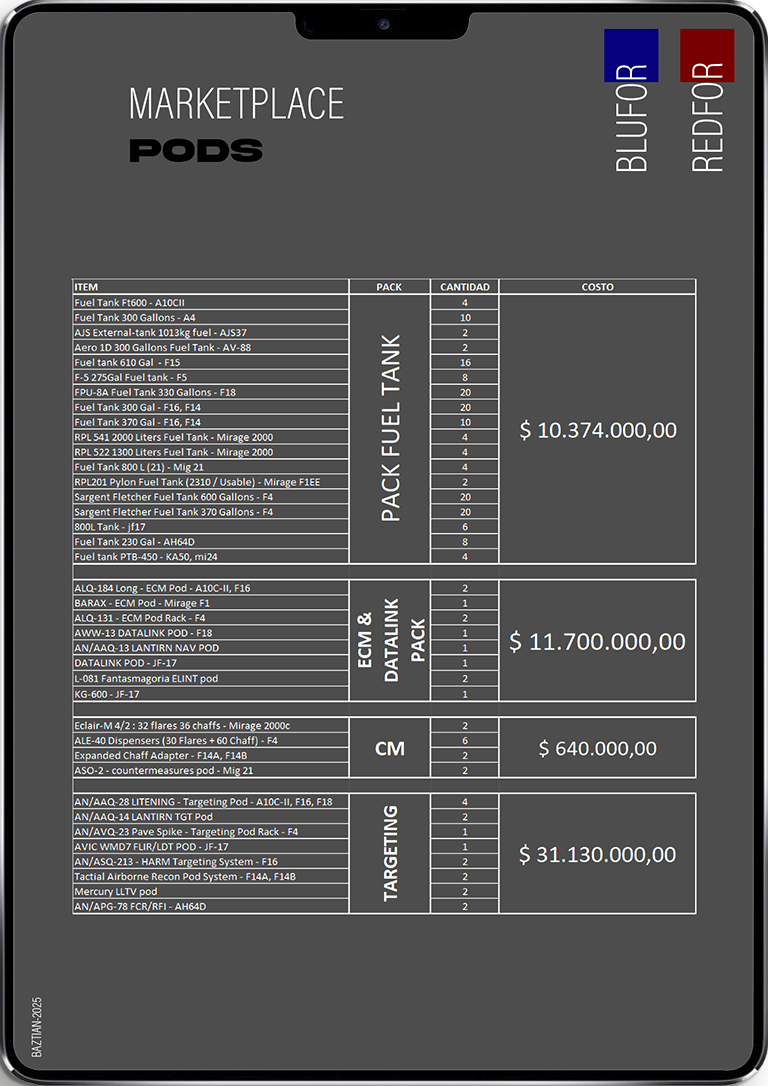 BLUFOR
REDFOR
MARKETPLACE
PODS
ITEM PACK CANTIDAD COSTO
Fuel Tank Ft600 - A10CII 4
Fuel Tank 300 Gallons - A4 10
AJS External-tank 1013kg fuel - AJS37 2
Aero 1D 300 Gallons Fuel Tank - AV-88 2
Fuel tank 610 Gal - F15 16
F-5 275Gal Fuel tank - F5 8
FPU-8A Fuel Tank 330 Gallons - F18 20
Fuel Tank 300 Gal - F16, F14 20
Fuel Tank 370 Gal - F16, F14 10
RPL 541 2000 Liters Fuel Tank - Mirage 2000 4
RPL 522 1300 Liters Fuel Tank - Mirage 2000 4
Fuel Tank 800 L (21) - Mig 21 4
RPL201 Pylon Fuel Tank (2310 / Usable) - Mirage F1EE 2
Sargent Fletcher Fuel Tank 600 Gallons - F4 20
Sargent Fletcher Fuel Tank 370 Gallons - F4 20
800L Tank - jf17 6
Fuel Tank 230 Gal - AH64D 8
Fuel tank PTB-450 - KA50, mi24 4
PACK FUEL TANK
$ 10.374.000,00
ALQ-184 Long - ECM Pod - A10C-II, F16 2
BARAX - ECM Pod - Mirage F1 1
ALQ-131 - ECM Pod Rack - F4 2
AWW-13 DATALINK POD - F18 1
AN/AAQ-13 LANTIRN NAV POD 1
DATALINK POD - JF-17 1
L-081 Fantasmagoria ELINT pod 2
KG-600 - JF-17 1
ECM &
DATALINK
PACK
$ 11.700.000,00
Eclair-M 4/2 : 32 flares 36 chaffs - Mirage 2000c 2
ALE-40 Dispensers (30 Flares + 60 Chaff) - F4 6
Expanded Chaff Adapter - F14A, F14B 2
ASO-2 - countermeasures pod - Mig 21 2
CM
$ 640.000,00
AN/AAQ-28 LITENING - Targeting Pod - A10C-II, F16, F18 4
AN/AAQ-14 LANTIRN TGT Pod 2
AN/AVQ-23 Pave Spike - Targeting Pod Rack - F4 1
AVIC WMD7 FLIR/LDT POD - JF-17 1
AN/ASQ-213 - HARM Targeting System - F16 2
Tactial Airborne Recon Pod System - F14A, F14B 2
Mercury LLTV pod 2
AN/APG-78 FCR/RFI - AH64D 2
TARGETING
$ 31.130.000,00
BAZTIAN-2025